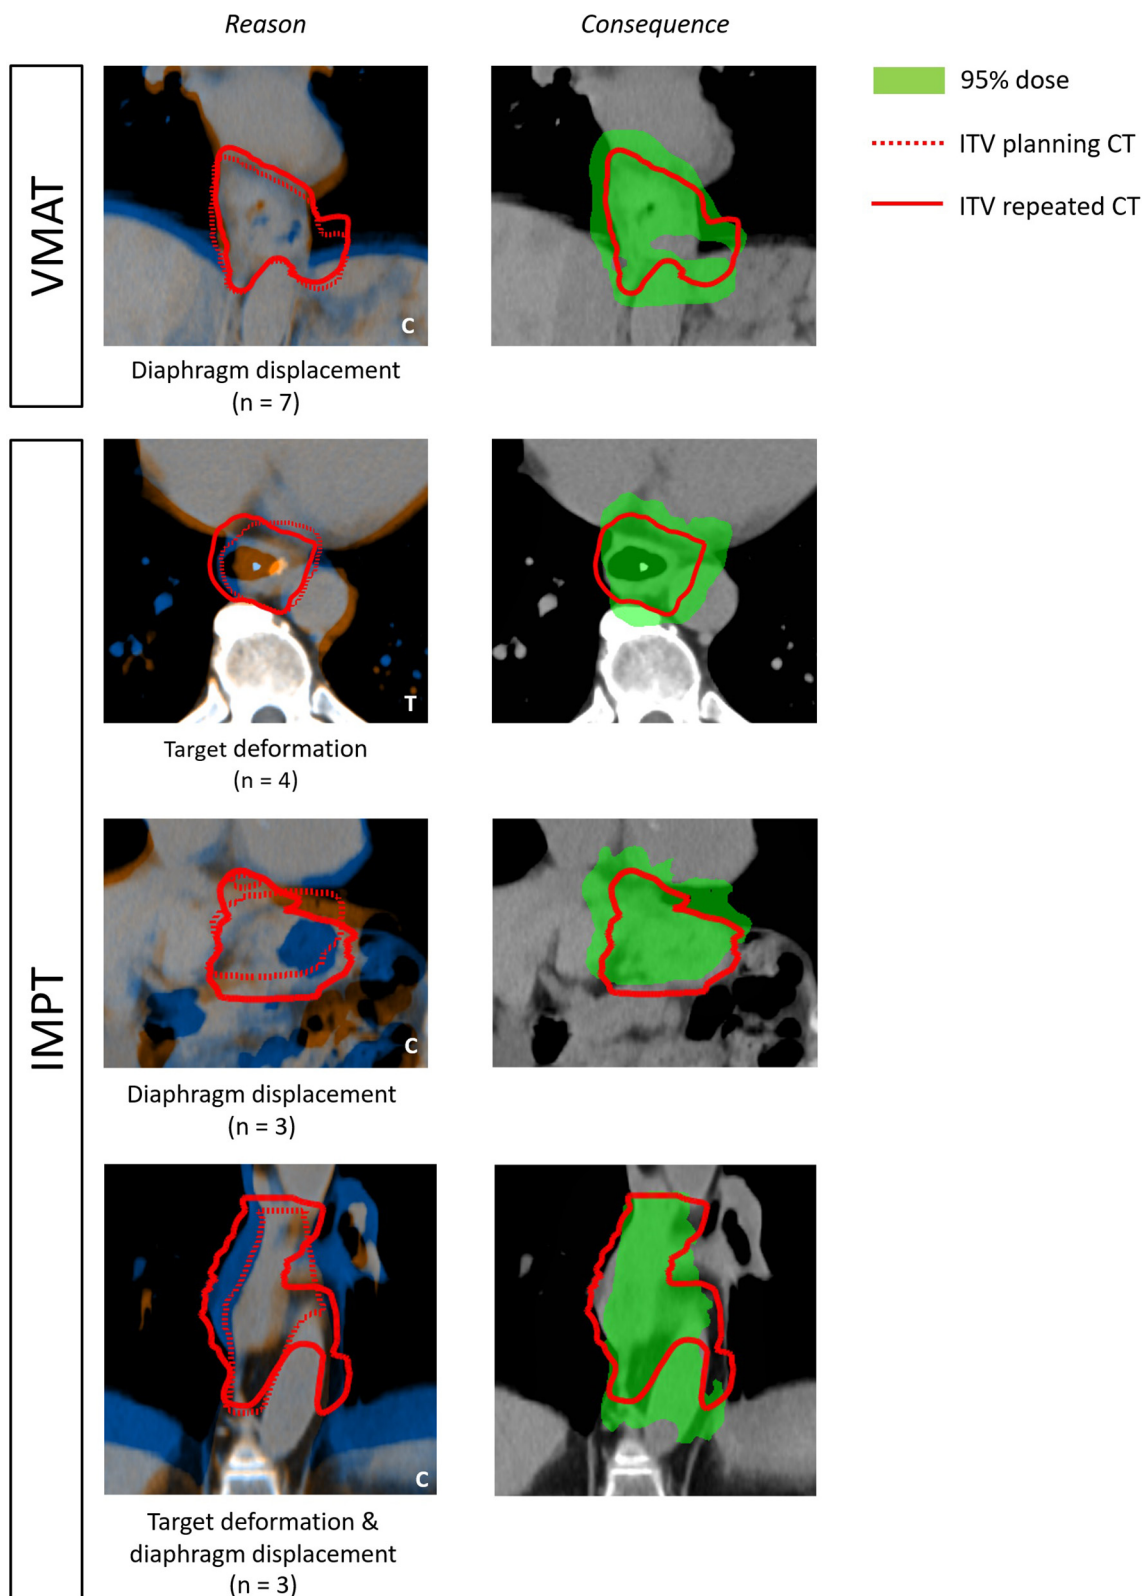 Reason
Consequence
95% dose
ITV planning CT
ITV repeated CT
VMAT
C
Diaphragm displacement
(n = 7)
IMPT
T
Target deformation
(n = 4)
C
Diaphragm displacement
(n = 3)
C
Target deformation &
diaphragm displacement
(n = 3)